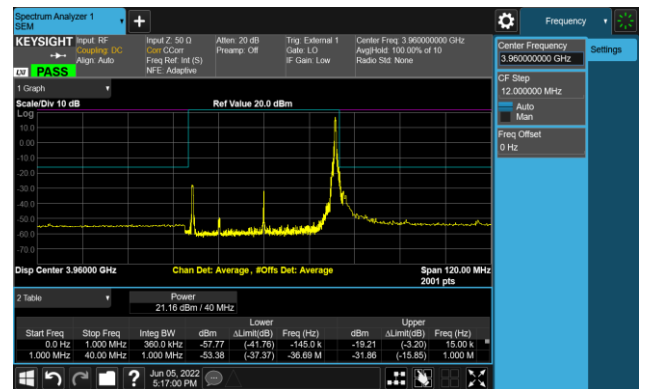 Spectrum Analyzer 1
SEM
Frequency
KEYSIGHT
Input: RF
Coupling: DC
Align: Auto
Input Z: 50 Ω
Corr CCorr
Freq Ref: Int (S)
NFE: Adaptive
Atten: 20 dB
Preamp: Off
Trig: External 1
Gate: LO
IF Gain: Low
Center Freq: 3.960000000 GHz
Avg|Hold: 100.00% of 10
Radio Std: None
LXI
PASS
Center Frequency
3.960000000 GHz
Settings
CF Step
12.000000 MHz
Auto
Man
Freq Offset
0 Hz
1 Graph
Scale/Div 10 dB
Ref Value 20.0 dBm
Log
10.0
0.00
-10.0
-20.0
-30.0
-40.0
-50.0
-60.0
-70.0
Disp Center 3.96000 GHz
Chan Det: Average, #Offs Det: Average
Span 120.00 MHz
2001 pts
2 Table
Power
21.16 dBm / 40 MHz
Lower Upper
Start Freq Stop Freq Integ BW dBm ΔLimit(dB) Freq (Hz) dBm ΔLimit(dB) Freq (Hz)
0.0 Hz 1.000 MHz 360.0 kHz -57.77 (-41.76) -145.0 k -19.21 (-3.20) 15.00 k
1.000 MHz 40.00 MHz 1.000 MHz -53.38 (-37.37) -36.69 M -31.86 (-15.85) 1.000 M
Jun 05, 2022
5:17:00 PM